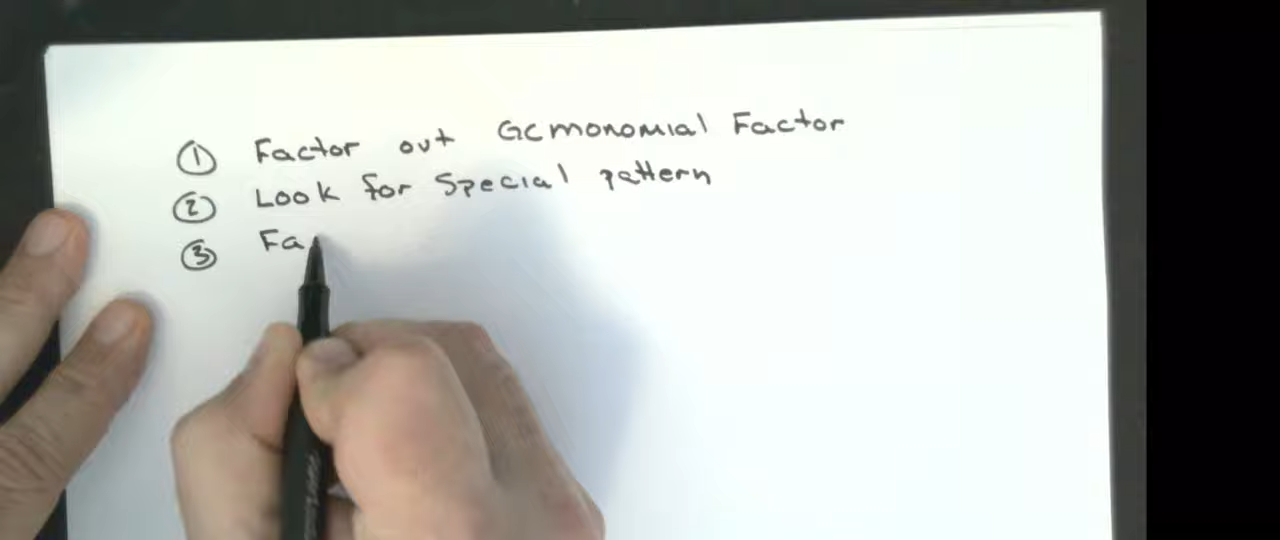 ① Factor out GCmonomial Factor
② Look for Special pattern
③ Fa